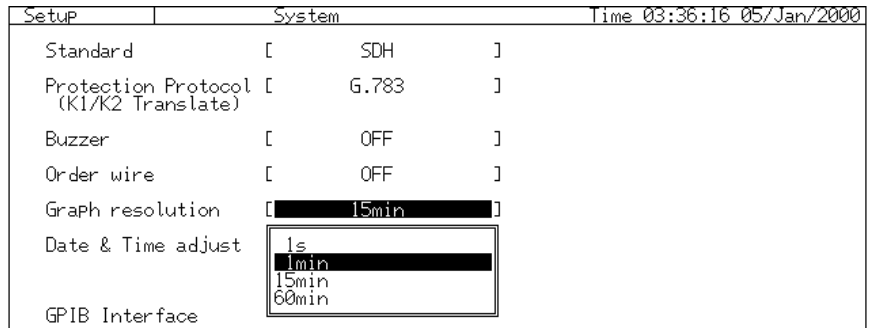 Setup System Time 03:36:16 05/Jan/2000
Standard [ SDH ]
Protection Protocol [ G.783 ]
(K1/K2 Translate)
Buzzer [ OFF ]
Order wire [ OFF ]
Graph resolution [ 15min ]
Date & Time adjust
1s
1min
15min
60min
GPIB Interface